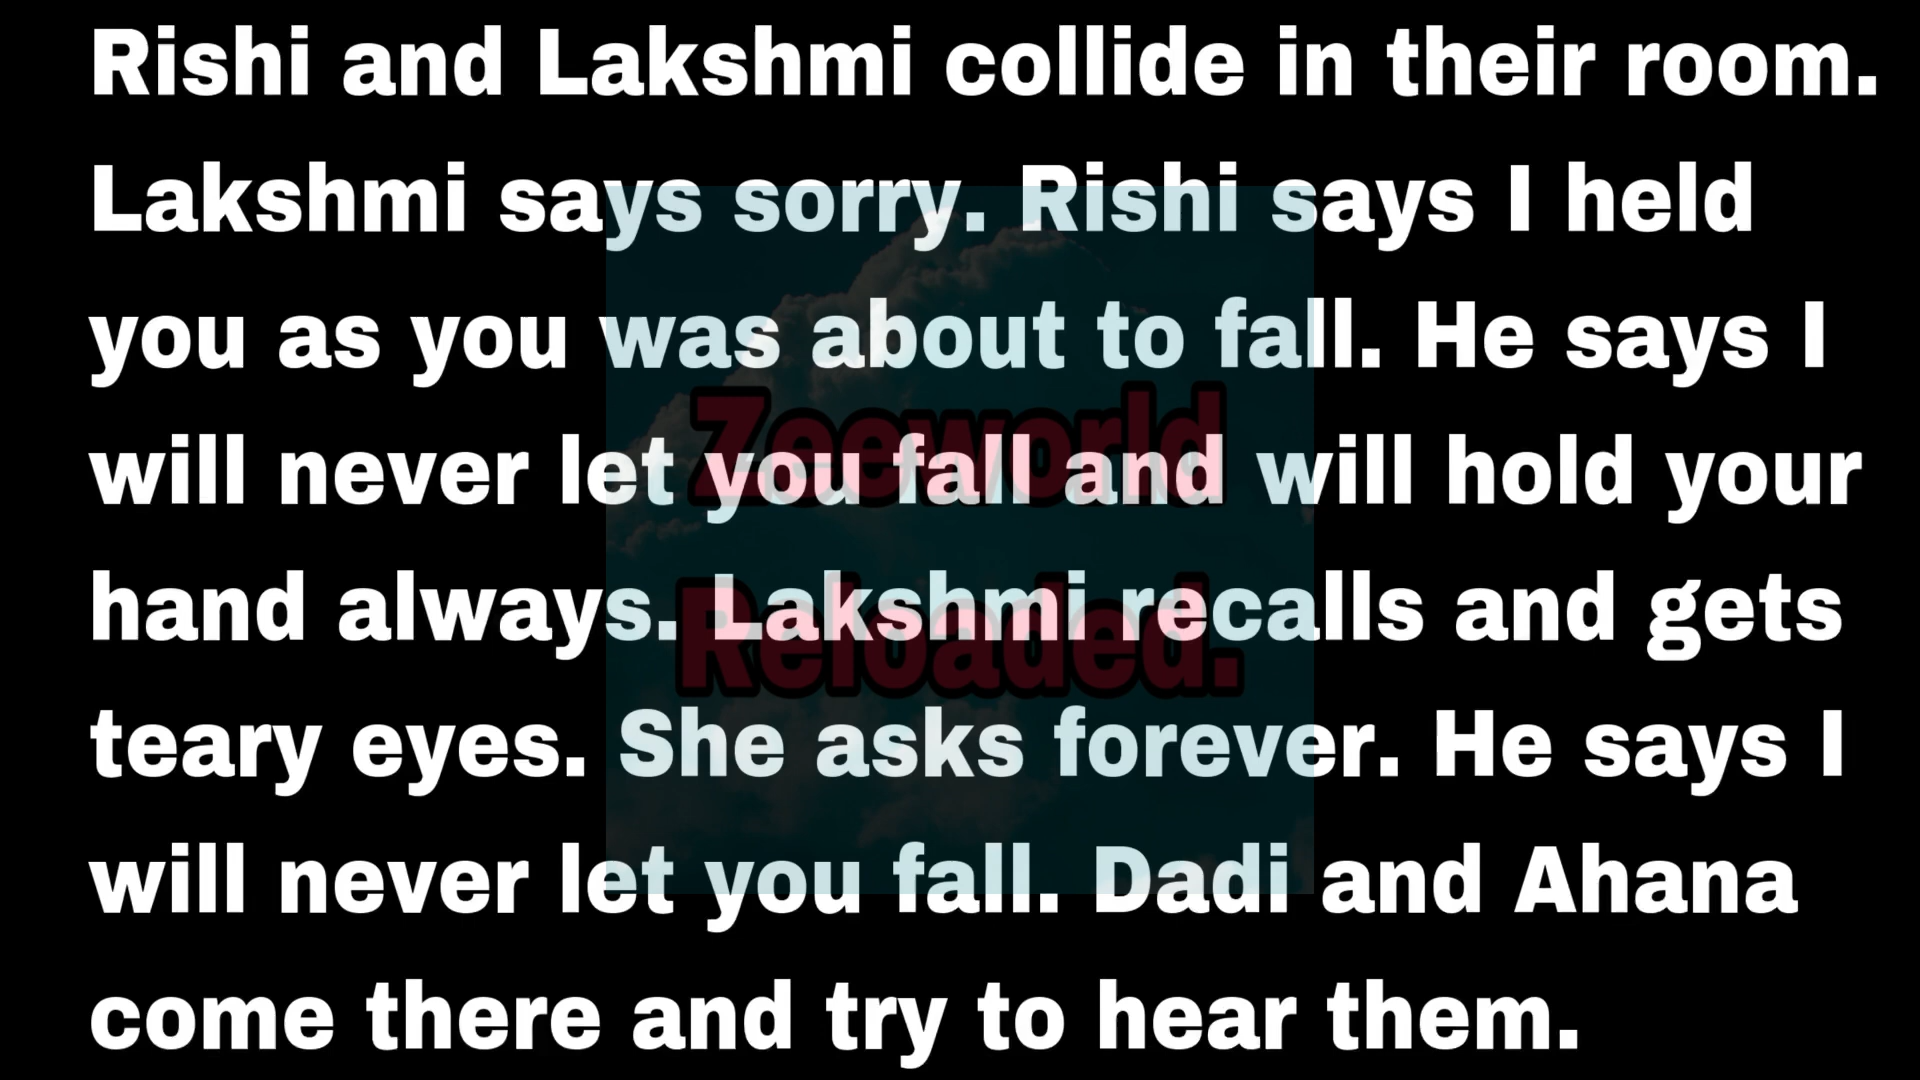 Rishi and Lakshmi collide in their room.
Lakshmi says sorry. Rishi says I held
you as you was about to fall. He says I
will never let you fall and will hold your
hand always. Lakshmi recalls and gets
teary eyes. She asks forever. He says I
will never let you fall. Dadi and Ahana
come there and try to hear them.
Zeeworld
Reloaded.